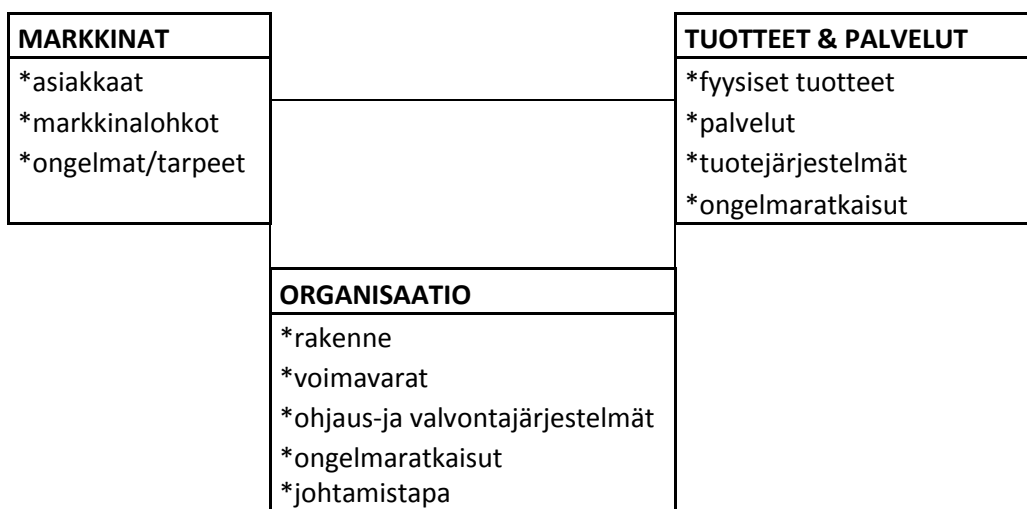 MARKKINAT
*asiakkaat
*markkinalohkot
*ongelmat/tarpeet
TUOTTEET & PALVELUT
*fyysiset tuotteet
*palvelut
*tuotejärjestelmät
*ongelmaratkaisut
ORGANISAATIO
*rakenne
*voimavarat
*ohjaus-ja valvontajärjestelmät
*ongelmaratkaisut
*johtamistapa